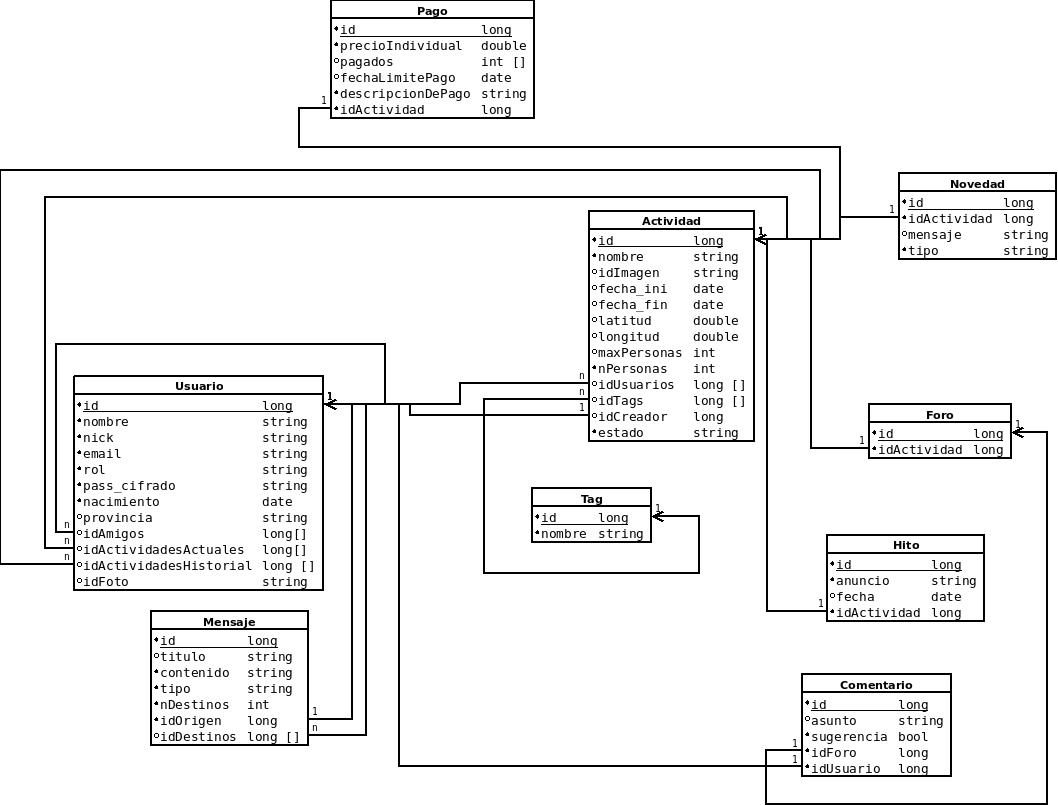 Pago
id long
precioIndividual double
pagados int []
fechaLimitePago date
descripcionDePago string
idActividad long
1
Novedad
id long
idActividad long
mensaje string
tipo string
1
Actividad
id long
nombre string
idImagen string
fecha_ini date
fecha_fin date
latitud double
longitud double
maxPersonas int
nPersonas int
idUsuarios long []
idTags long []
idCreador long
estado string
1
n
n
1
Usuario
id long
nombre string
nick string
email string
rol string
pass_cifrado string
nacimiento date
provincia string
idAmigos long[]
idActividadesActuales long[]
idActividadesHistorial long []
idFoto string
1
n
n
n
Foro
id long
idActividad long
1
1
Tag
id long
nombre string
1
Hito
id long
anuncio string
fecha date
idActividad long
1
Mensaje
id long
titulo string
contenido string
tipo string
nDestinos int
idOrigen long
idDestinos long []
1
n
Comentario
id long
asunto string
sugerencia bool
idForo long
idUsuario long
1
1